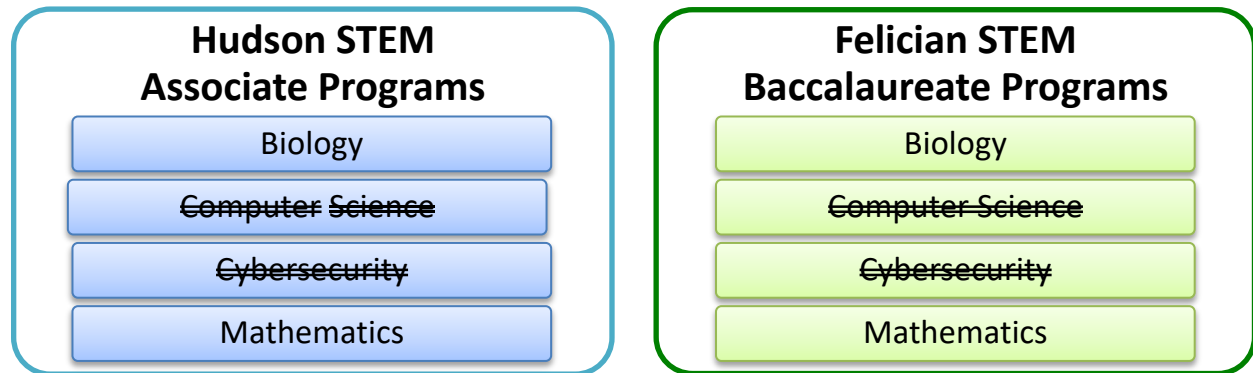 Hudson STEM
Associate Programs
Biology
Computer Science
Cybersecurity
Mathematics
Felician STEM
Baccalaureate Programs
Biology
Computer Science
Cybersecurity
Mathematics